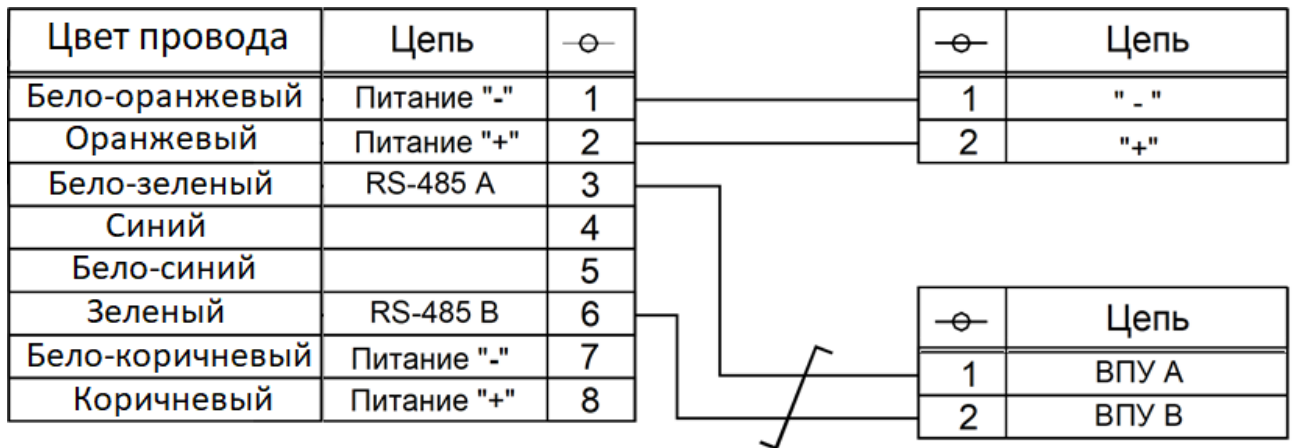 Цвет провода Цепь Цепь
Бело-оранжевый Питание "-" 1 1 " - "
Оранжевый Питание "+" 2 2 "+"
Бело-зеленый RS-485 A 3
Синий 4
Бело-синий 5
Зеленый RS-485 B 6 Цепь
Бело-коричневый Питание "-" 7 1 ВПУ А
Коричневый Питание "+" 8 2 ВПУ В